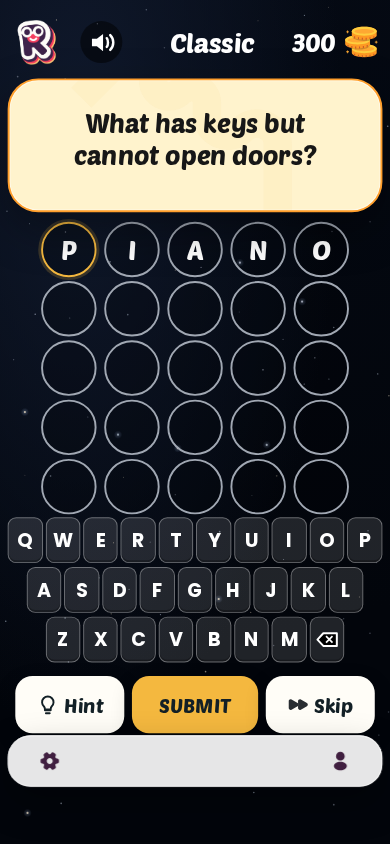 R
Classic
300
What has keys but
cannot open doors?
P I A N O
Q W E R T Y U I O P
A S D F G H J K L
Z X C V B N M
Hint
SUBMIT
Skip